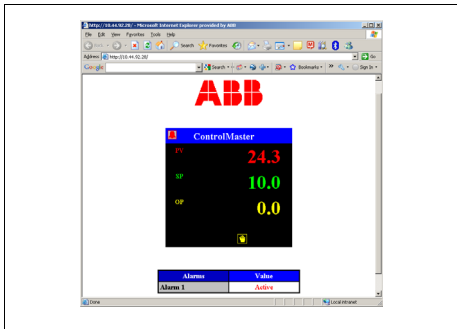 http://10.44.92.28/ - Microsoft Internet Explorer provided by ABB
File Edit View Favorites Tools Help
Back Search Favorites
Address http://10.44.92.28/ Go
Google Search Bookmarks Sign In
ABB
ControlMaster
PV 24.3
SP 10.0
OP 0.0
Alarms Value
Alarm 1 Active
Done Local intranet